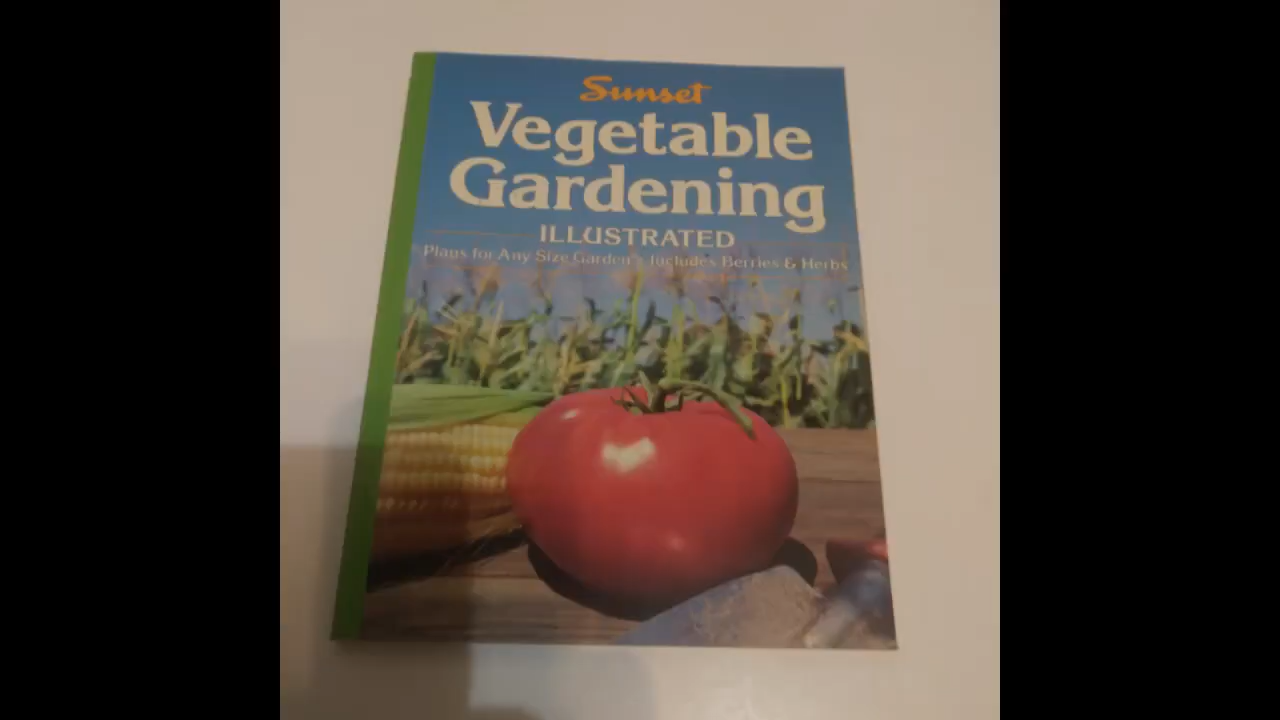 Sunset
Vegetable
Gardening
ILLUSTRATED
Plans for Any Size Garden • Includes Berries & Herbs